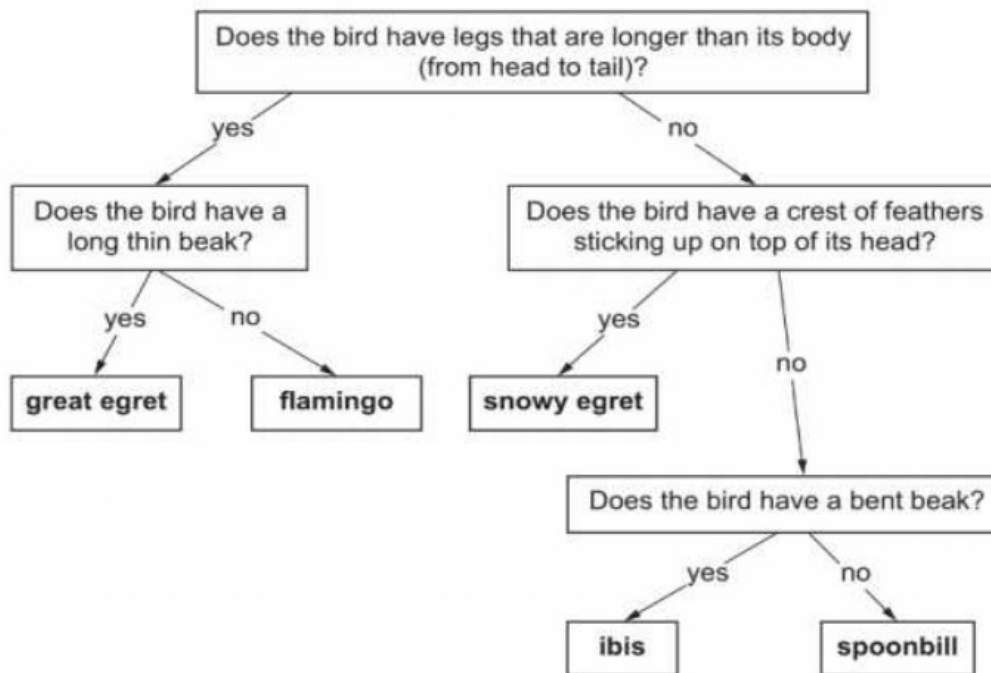 Does the bird have legs that are longer than its body
(from head to tail)?
yes
no
Does the bird have a
long thin beak?
Does the bird have a crest of feathers
sticking up on top of its head?
yes
no
yes
no
great egret
flamingo
snowy egret
Does the bird have a bent beak?
yes
no
ibis
spoonbill